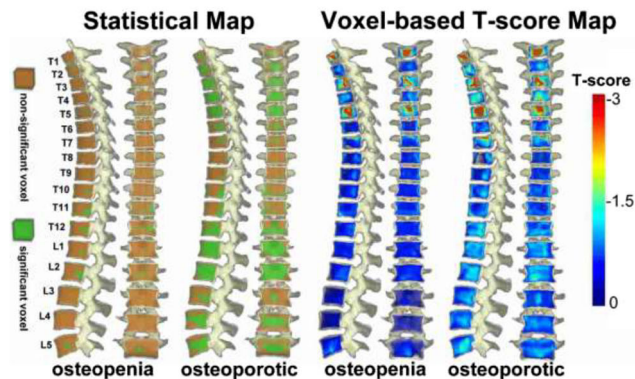 Statistical Map
Voxel-based T-score Map
non-significant voxel
significant voxel
T1
T2
T3
T4
T5
T6
T7
T8
T9
T10
T11
T12
L1
L2
L3
L4
L5
T-score
-3
-1.5
0
osteopenia
osteoporotic
osteopenia
osteoporotic